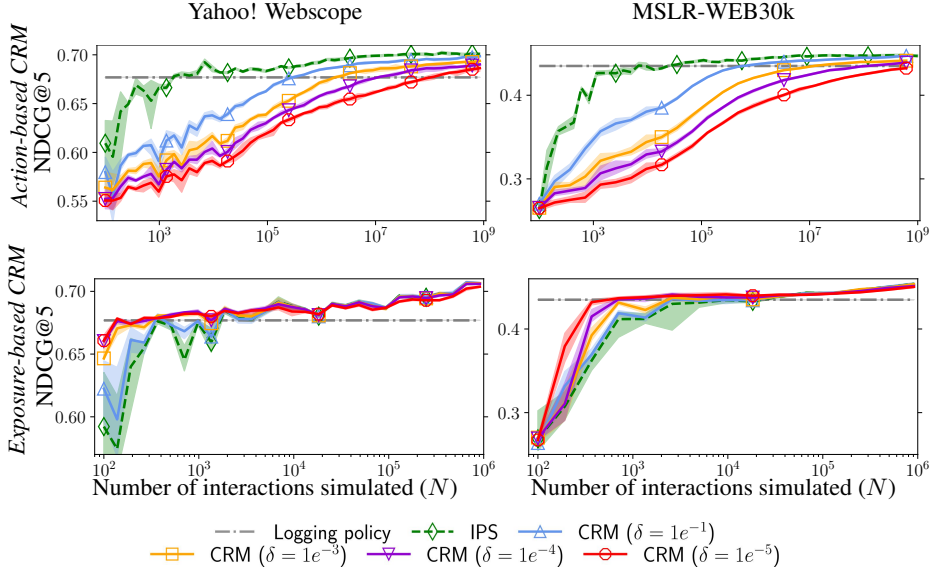 Yahoo! Webscope
MSLR-WEB30k
Action-based CRM
NDCG@5
0.70
0.65
0.60
0.55
10^3
10^5
10^7
10^9
0.4
0.3
10^3
10^5
10^7
10^9
Exposure-based CRM
NDCG@5
0.70
0.65
0.60
10^2
10^3
10^4
10^5
10^6
Number of interactions simulated (N)
0.4
0.3
10^2
10^3
10^4
10^5
10^6
Number of interactions simulated (N)
Logging policy
IPS
CRM (δ = 1e^−1)
CRM (δ = 1e^−3)
CRM (δ = 1e^−4)
CRM (δ = 1e^−5)